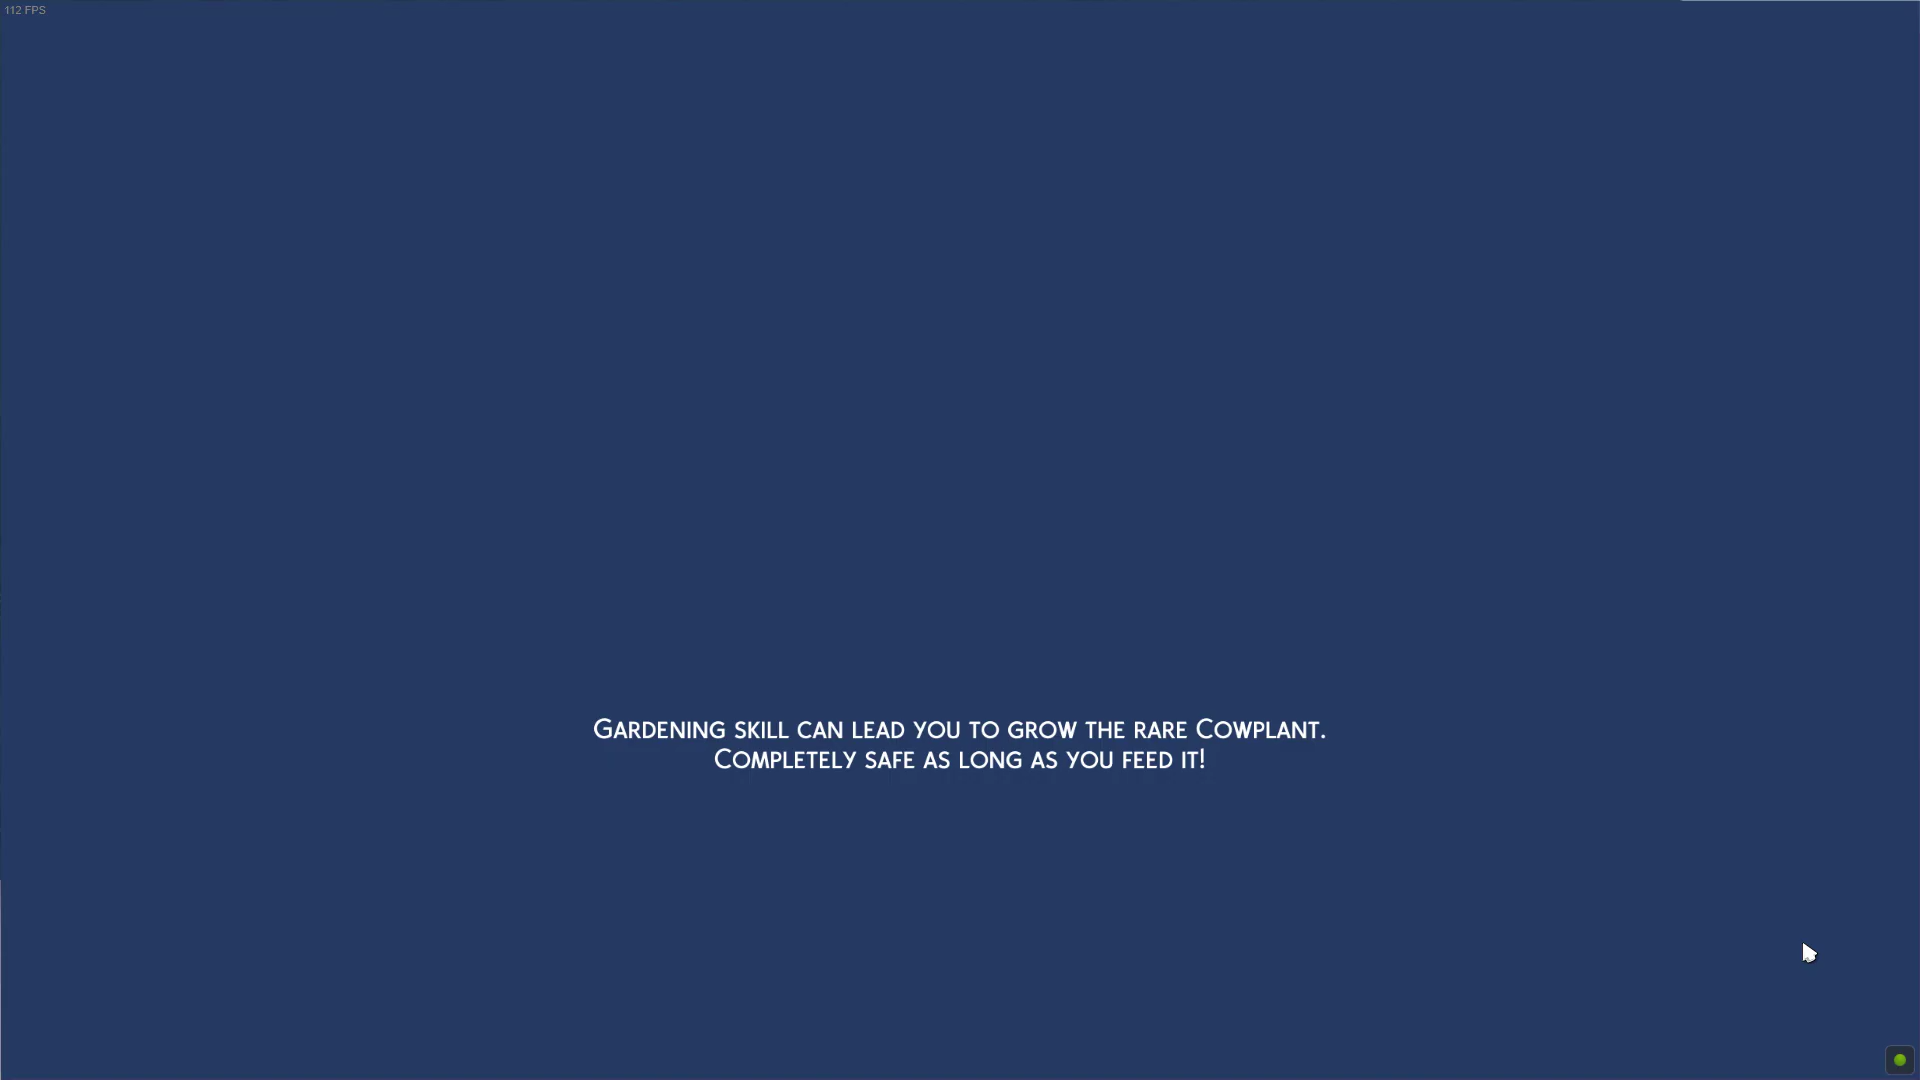 112 FPS
Gardening skill can lead you to grow the rare Cowplant.
Completely safe as long as you feed it!